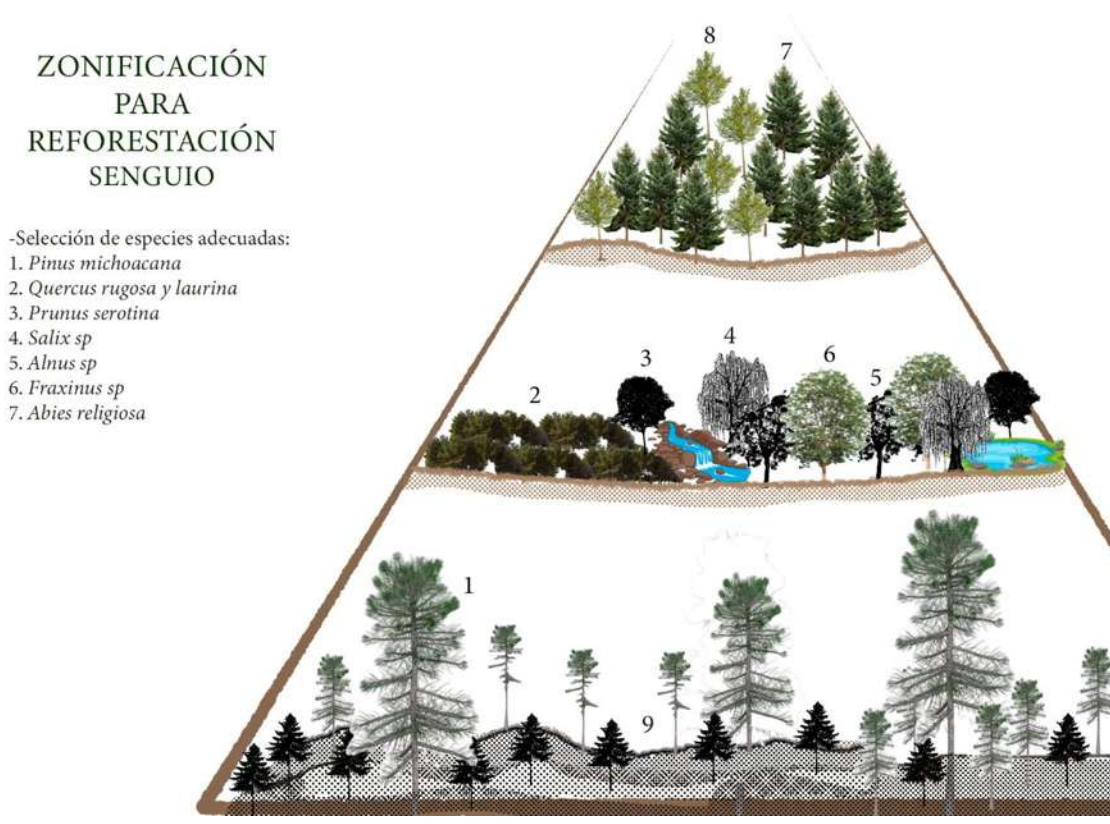 ZONIFICACIÓN
PARA
REFORESTACIÓN
SENGUIO
-Selección de especies adecuadas:
1. Pinus michoacana
2. Quercus rugosa y laurina
3. Prunus serotina
4. Salix sp
5. Alnus sp
6. Fraxinus sp
7. Abies religiosa
8
7
4
6
3
5
2
1
9